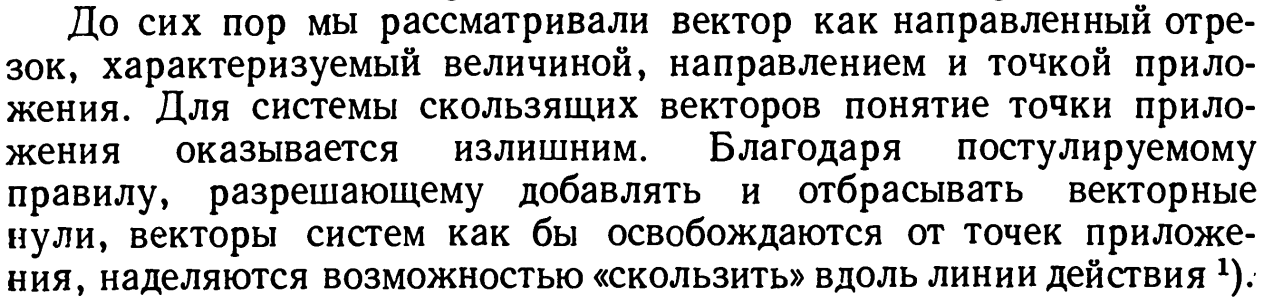 До сих пор мы рассматривали вектор как направленный отре-
зок, характеризуемый величиной, направлением и точкой прило-
жения. Для системы скользящих векторов понятие точки прило-
жения оказывается излишним. Благодаря постулируемому
правилу, разрешающему добавлять и отбрасывать векторные
нули, векторы систем как бы освобождаются от точек приложе-
ния, наделяются возможностью «скользить» вдоль линии действия ¹).